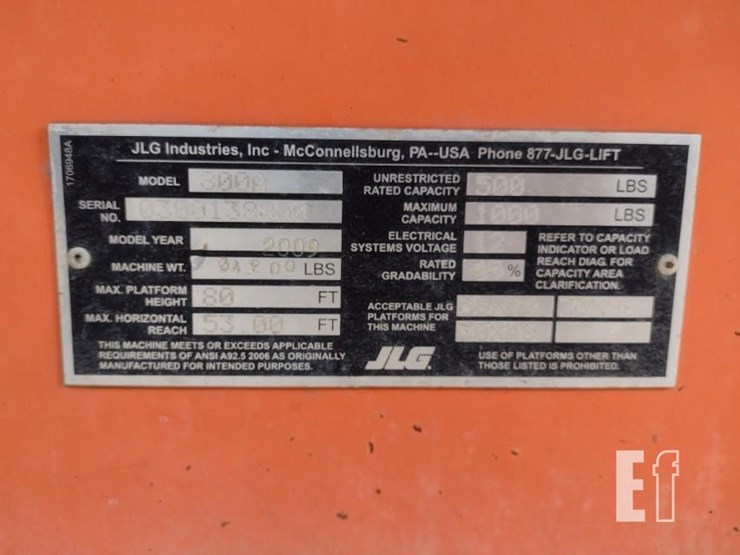 JLG Industries, Inc - McConnellsburg, PA--USA Phone 877-JLG-LIFT
1706948A
MODEL 800A
SERIAL NO.
MODEL YEAR 2009
MACHINE WT. LBS
MAX. PLATFORM HEIGHT 80 FT
MAX. HORIZONTAL REACH 53.00 FT
THIS MACHINE MEETS OR EXCEEDS APPLICABLE
REQUIREMENTS OF ANSI A92.5 2006 AS ORIGINALLY
MANUFACTURED FOR INTENDED PURPOSES.
UNRESTRICTED RATED CAPACITY 500 LBS
MAXIMUM CAPACITY 1000 LBS
ELECTRICAL SYSTEMS VOLTAGE 12
RATED GRADABILITY %
REFER TO CAPACITY
INDICATOR OR LOAD
REACH DIAG. FOR
CAPACITY AREA
CLARIFICATION.
ACCEPTABLE JLG
PLATFORMS FOR
THIS MACHINE
JLG
USE OF PLATFORMS OTHER THAN
THOSE LISTED IS PROHIBITED.
Ef